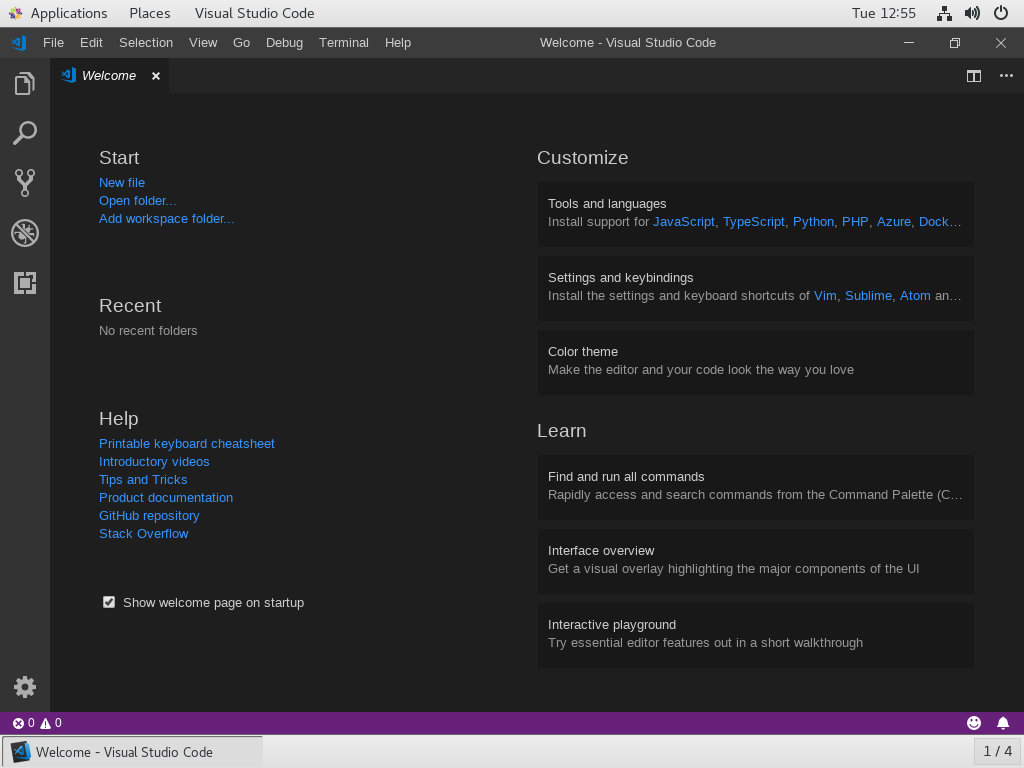 Applications Places Visual Studio Code Tue 12:55
File Edit Selection View Go Debug Terminal Help Welcome - Visual Studio Code
Welcome
Start
New file
Open folder...
Add workspace folder...
Recent
No recent folders
Help
Printable keyboard cheatsheet
Introductory videos
Tips and Tricks
Product documentation
GitHub repository
Stack Overflow
Show welcome page on startup
Customize
Tools and languages
Install support for JavaScript, TypeScript, Python, PHP, Azure, Dock…
Settings and keybindings
Install the settings and keyboard shortcuts of Vim, Sublime, Atom an…
Color theme
Make the editor and your code look the way you love
Learn
Find and run all commands
Rapidly access and search commands from the Command Palette (C…
Interface overview
Get a visual overlay highlighting the major components of the UI
Interactive playground
Try essential editor features out in a short walkthrough
0 0
Welcome - Visual Studio Code 1 / 4